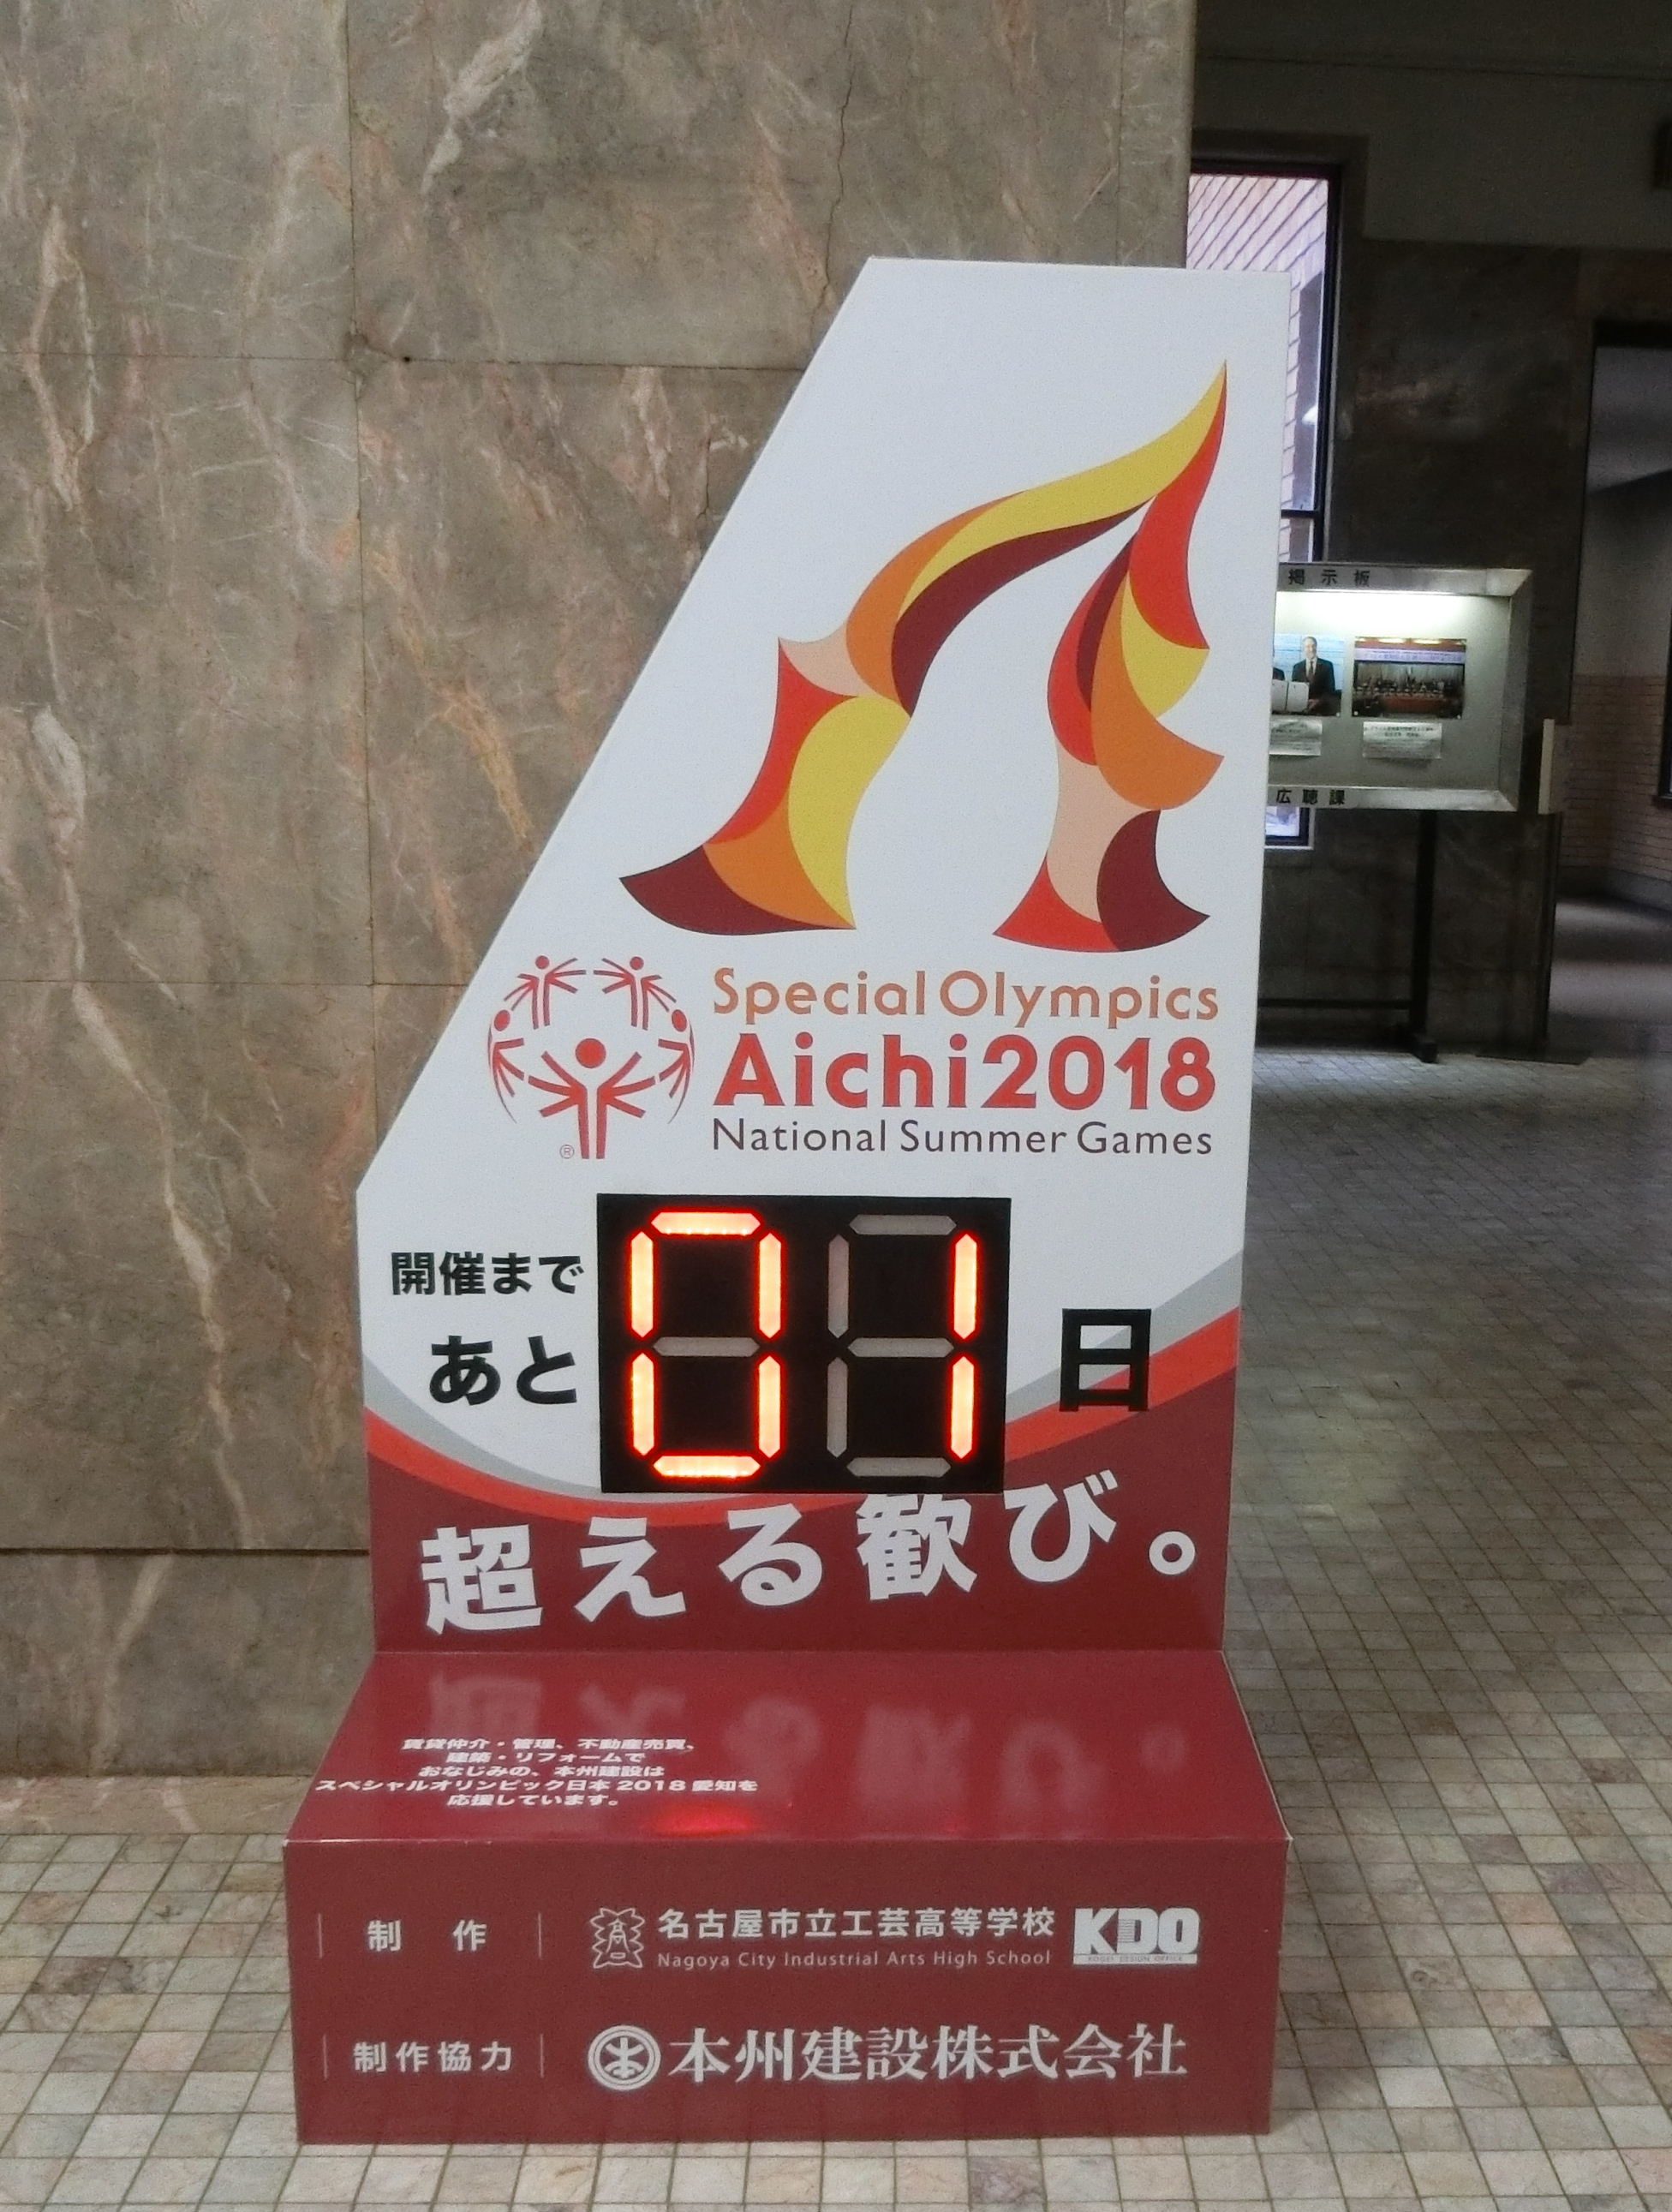 掲示板
広聴課
Special Olympics
Aichi2018
National Summer Games
®
開催まで
あと 01 日
超える歓び。
賃貸仲介・管理、不動産売買、
建築・リフォームで
おなじみの、本州建設は
スペシャルオリンピック日本 2018 愛知を
応援しています。
制作
名古屋市立工芸高等学校 KDO
Nagoya City Industrial Arts High School
KOGEI DESIGN OFFICE
制作協力
本州建設株式会社